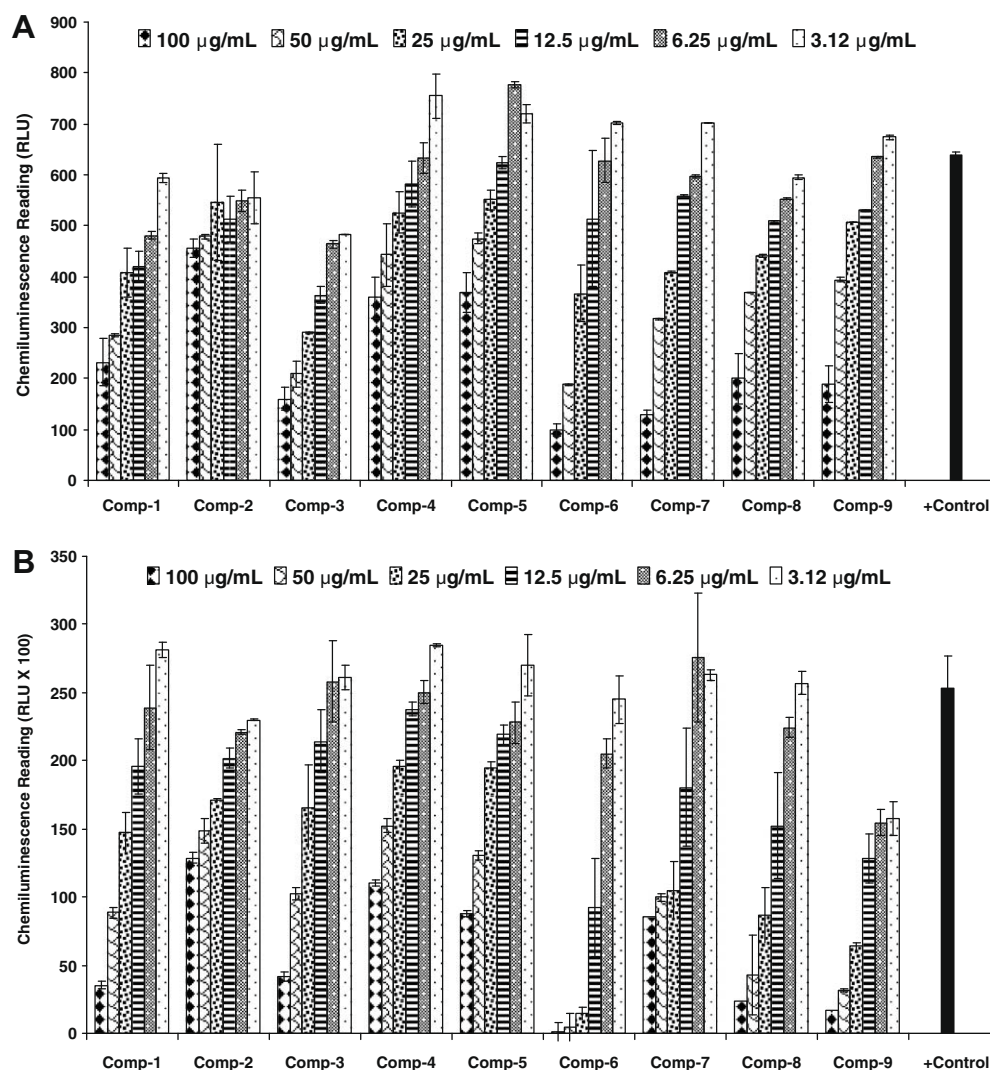 A
900
100 µg/mL 50 µg/mL 25 µg/mL 12.5 µg/mL 6.25 µg/mL 3.12 µg/mL
800
700
600
500
400
300
200
100
0
Chemiluminescence Reading (RLU)
Comp-1 Comp-2 Comp-3 Comp-4 Comp-5 Comp-6 Comp-7 Comp-8 Comp-9 +Control
B
350
100 µg/mL 50 µg/mL 25 µg/mL 12.5 µg/mL 6.25 µg/mL 3.12 µg/mL
300
250
200
150
100
50
0
Chemiluminescence Reading (RLU X 100)
Comp-1 Comp-2 Comp-3 Comp-4 Comp-5 Comp-6 Comp-7 Comp-8 Comp-9 +Control